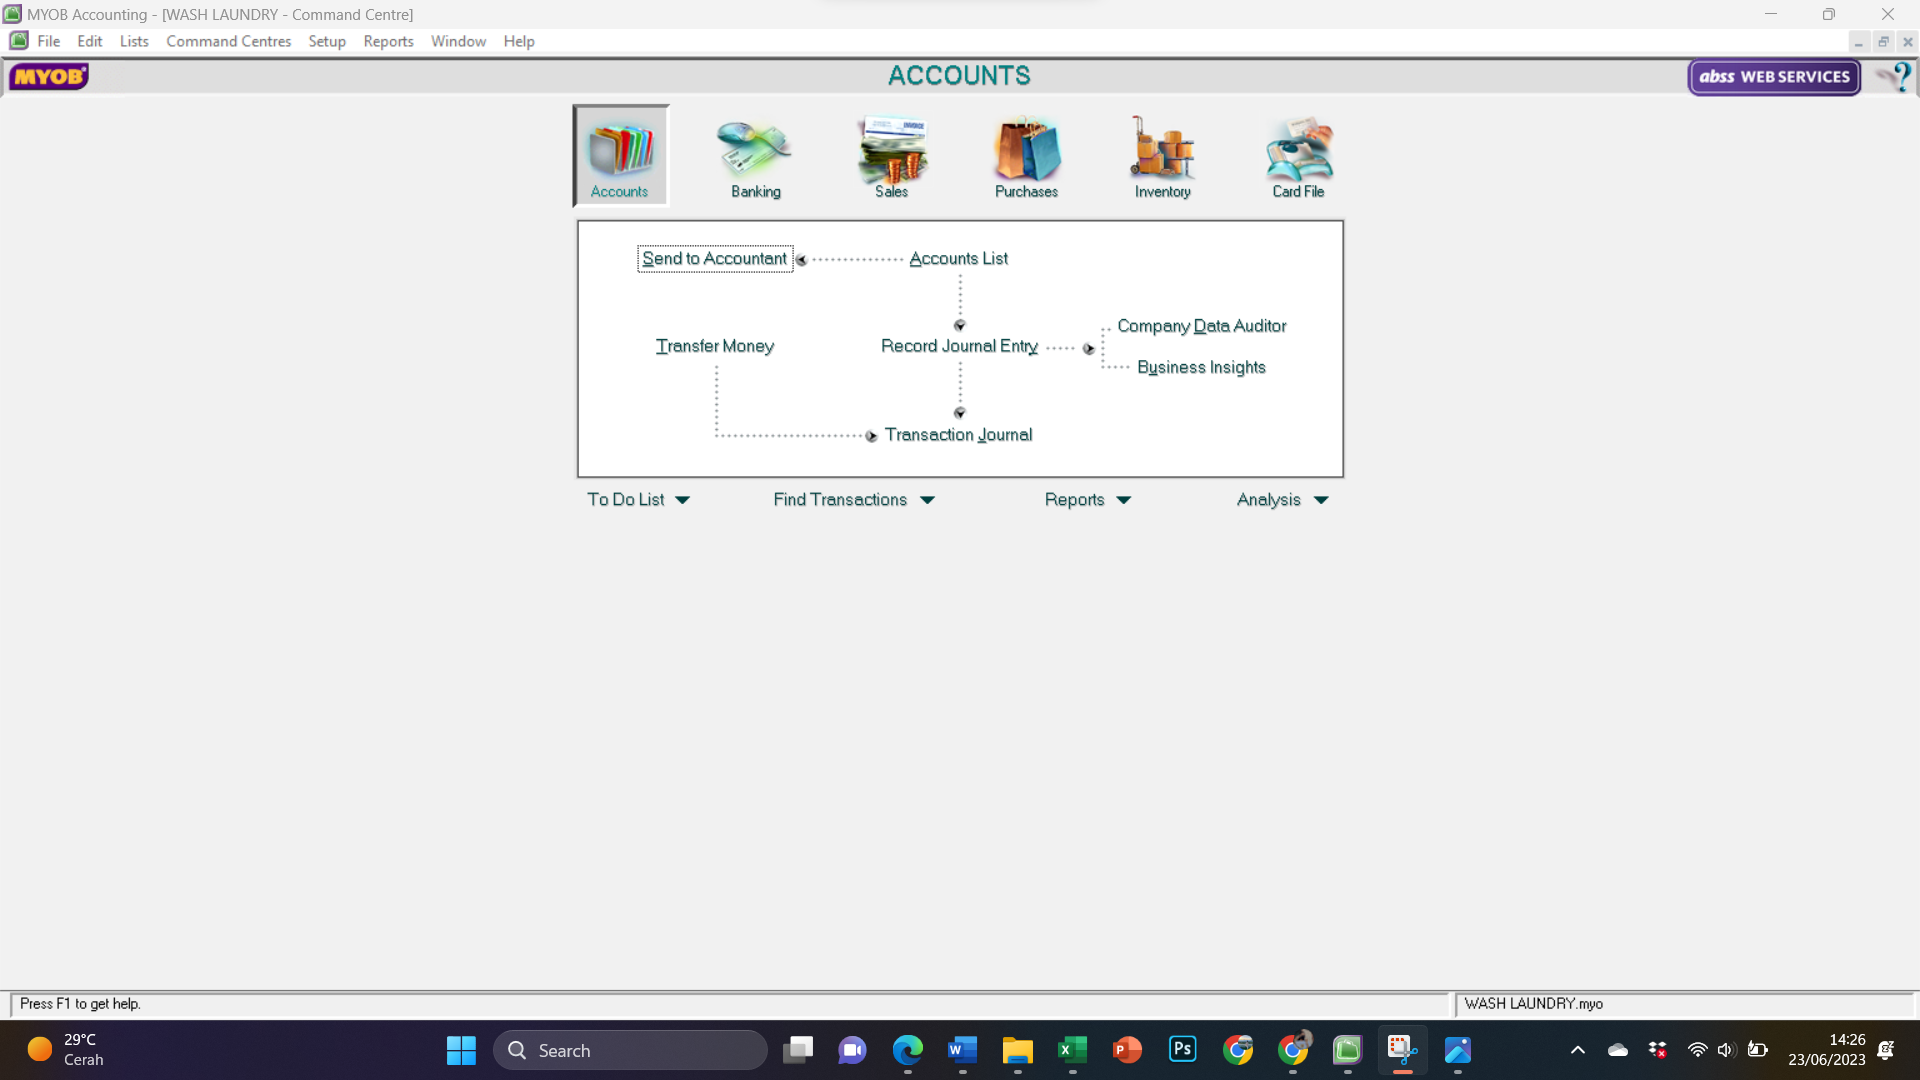 MYOB Accounting - [WASH LAUNDRY - Command Centre]
File Edit Lists Command Centres Setup Reports Window Help
MYOB ACCOUNTS abss WEB SERVICES ?
INVOICE
Accounts Banking Sales Purchases Inventory Card File
Send to Accountant Accounts List
Company Data Auditor
Transfer Money Record Journal Entry
Business Insights
Transaction Journal
To Do List Find Transactions Reports Analysis
Press F1 to get help. WASH LAUNDRY.myo
29°C
Cerah
Search
Ps
14:26
23/06/2023